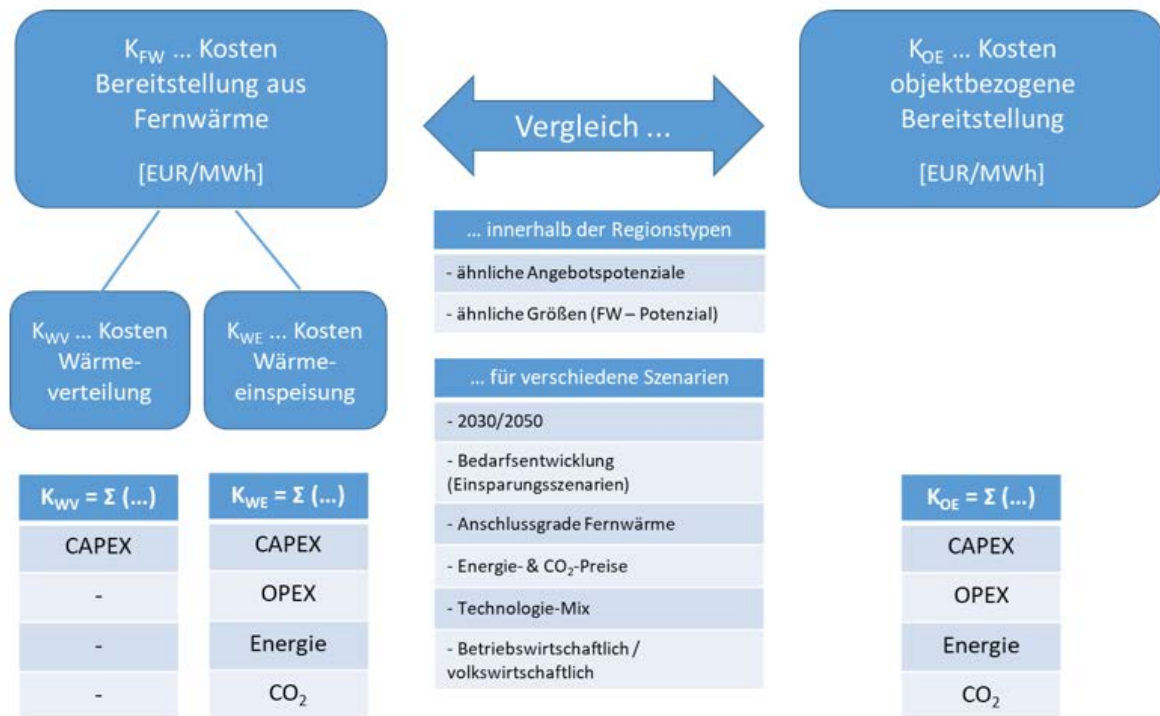 K_FW ... Kosten
Bereitstellung aus
Fernwärme
[EUR/MWh]
Vergleich ...
K_OE ... Kosten
objektbezogene
Bereitstellung
[EUR/MWh]
K_WV ... Kosten
Wärme-
verteilung
K_WE ... Kosten
Wärme-
einspeisung
... innerhalb der Regionstypen
- ähnliche Angebotspotenziale
- ähnliche Größen (FW – Potenzial)
... für verschiedene Szenarien
- 2030/2050
- Bedarfsentwicklung
(Einsparungsszenarien)
- Anschlussgrade Fernwärme
- Energie- & CO₂-Preise
- Technologie-Mix
- Betriebswirtschaftlich /
volkswirtschaftlich
K_WV = Σ (...)
CAPEX
-
-
-
K_WE = Σ (...)
CAPEX
OPEX
Energie
CO₂
K_OE = Σ (...)
CAPEX
OPEX
Energie
CO₂